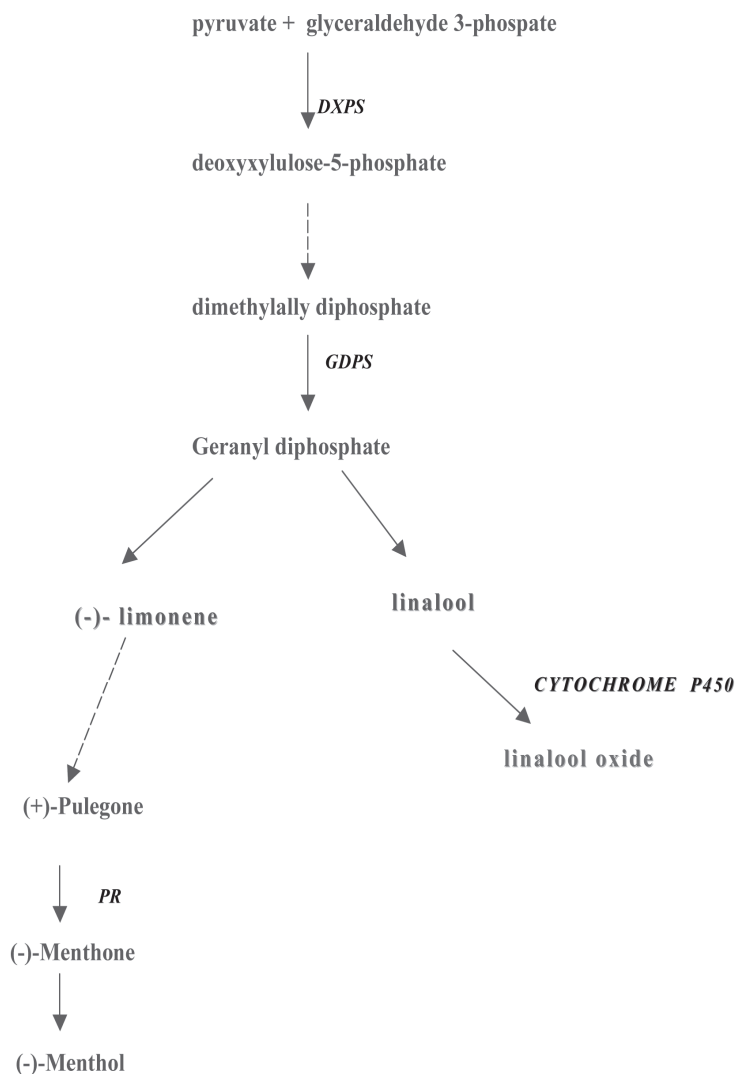 pyruvate + glyceraldehyde 3-phospate
DXPS
deoxyxylulose-5-phosphate
dimethylally diphosphate
GDPS
Geranyl diphosphate
(-)- limonene
linalool
CYTOCHROME P450
linalool oxide
(+)-Pulegone
PR
(-)-Menthone
(-)-Menthol